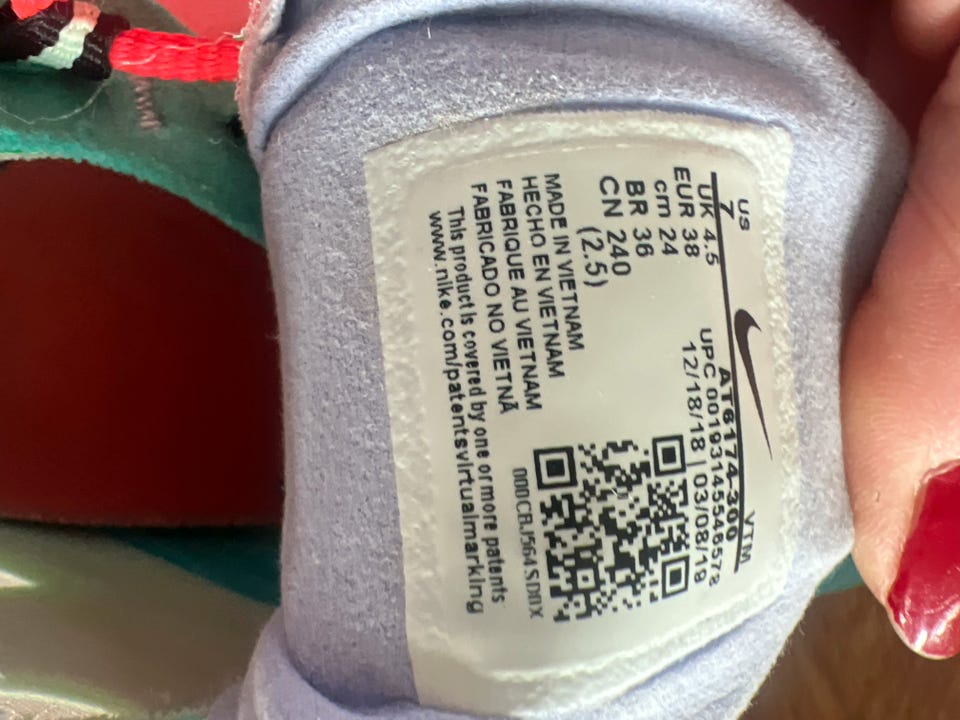 US VTM
7 AT6174-300
UK 4.5 UPC 00193145546572
EUR 38 12/18/18 | 03/08/19
cm 24
BR 36
CN 240
(2.5)
MADE IN VIETNAM
HECHO EN VIETNAM
FABRIQUE AU VIETNAM
FABRICADO NO VIETNÃ
000CRJ564SD0X
This product is covered by one or more patents
www.nike.com/patentsvirtualmarking